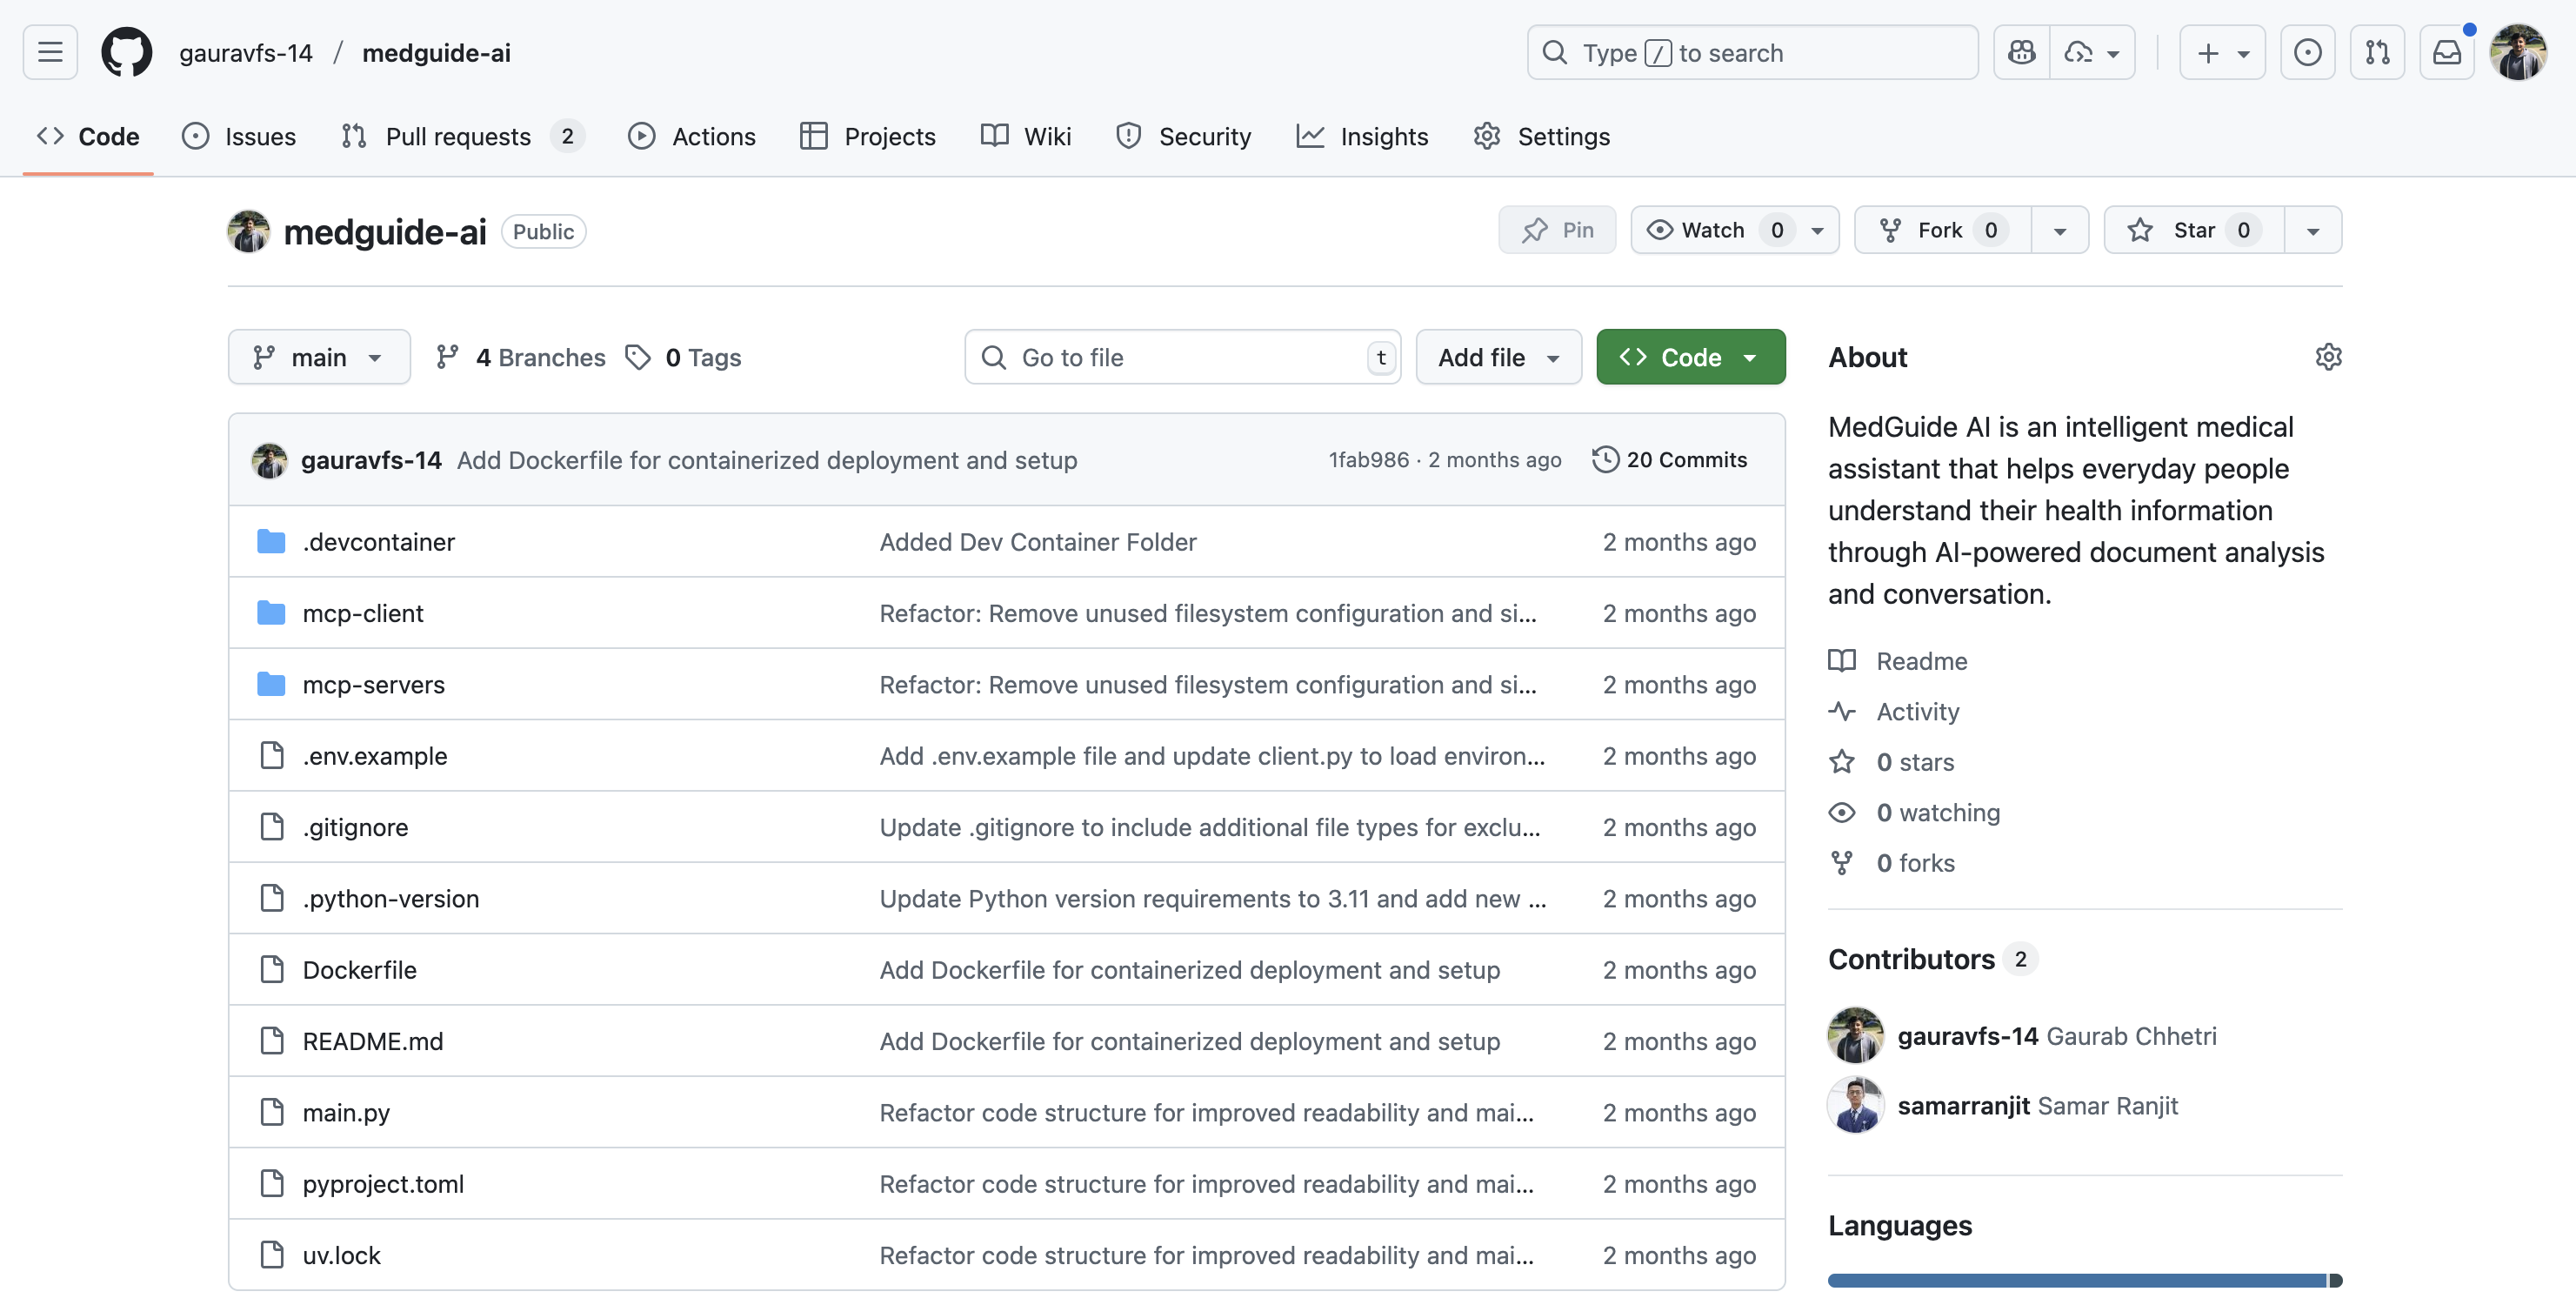 gauravfs-14 / medguide-ai
Type / to search
Code
Issues
Pull requests 2
Actions
Projects
Wiki
Security
Insights
Settings
medguide-ai Public
Pin
Watch 0
Fork 0
Star 0
main
4 Branches
0 Tags
Go to file t
Add file
Code
gauravfs-14 Add Dockerfile for containerized deployment and setup 1fab986 · 2 months ago 20 Commits
.devcontainer Added Dev Container Folder 2 months ago
mcp-client Refactor: Remove unused filesystem configuration and si... 2 months ago
mcp-servers Refactor: Remove unused filesystem configuration and si... 2 months ago
.env.example Add .env.example file and update client.py to load environ... 2 months ago
.gitignore Update .gitignore to include additional file types for exclu... 2 months ago
.python-version Update Python version requirements to 3.11 and add new ... 2 months ago
Dockerfile Add Dockerfile for containerized deployment and setup 2 months ago
README.md Add Dockerfile for containerized deployment and setup 2 months ago
main.py Refactor code structure for improved readability and mai... 2 months ago
pyproject.toml Refactor code structure for improved readability and mai... 2 months ago
uv.lock Refactor code structure for improved readability and mai... 2 months ago
About
MedGuide AI is an intelligent medical
assistant that helps everyday people
understand their health information
through AI-powered document analysis
and conversation.
Readme
Activity
0 stars
0 watching
0 forks
Contributors 2
gauravfs-14 Gaurab Chhetri
samarranjit Samar Ranjit
Languages